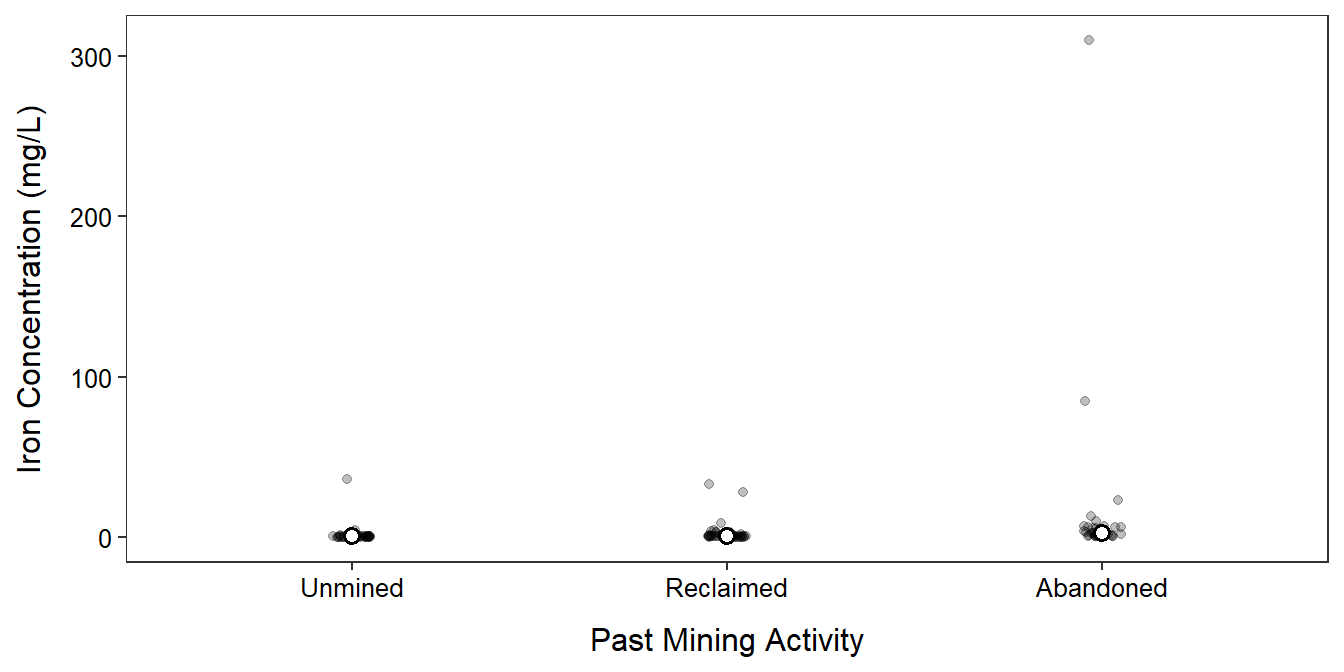 Iron Concentration (mg/L)
300
200
100
0
Unmined Reclaimed Abandoned
Past Mining Activity